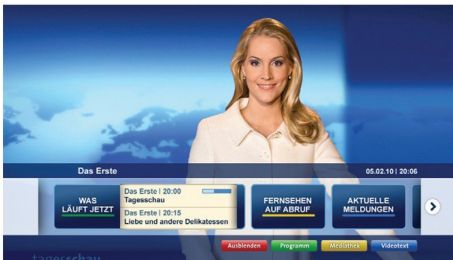 Das Erste
05.02.10 | 20:06
WAS
LÄUFT JETZT
Das Erste | 20:00
Tagesschau
Das Erste | 20:15
Liebe und andere Delikatessen
FERNSEHEN
AUF ABRUF
AKTUELLE
MELDUNGEN
Ausblenden
Programm
Mediathek
Videotext
tagesschau